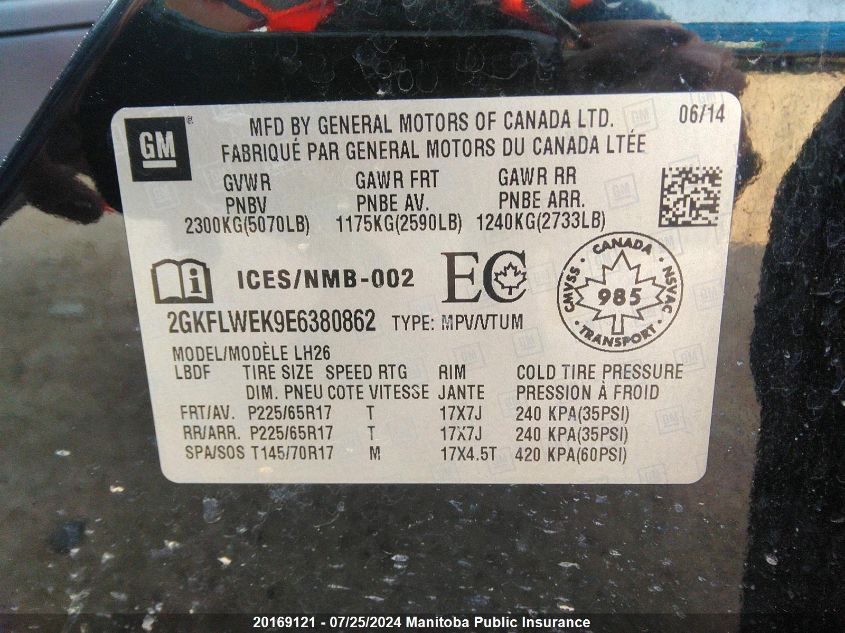 GM
MFD BY GENERAL MOTORS OF CANADA LTD. 06/14
FABRIQUÉ PAR GENERAL MOTORS DU CANADA LTÉE
GVWR GAWR FRT GAWR RR
PNBV PNBE AV. PNBE ARR.
2300KG(5070LB) 1175KG(2590LB) 1240KG(2733LB)
ICES/NMB-002 EC
CANADA CMVSS NSVAC 985 TRANSPORT
2GKFLWEK9E6380862 TYPE: MPV/VTUM
MODEL/MODÈLE LH26
LBDF TIRE SIZE SPEED RTG RIM COLD TIRE PRESSURE
DIM. PNEU COTE VITESSE JANTE PRESSION À FROID
FRT/AV. P225/65R17 T 17X7J 240 KPA(35PSI)
RR/ARR. P225/65R17 T 17X7J 240 KPA(35PSI)
SPA/SOS T145/70R17 M 17X4.5T 420 KPA(60PSI)
20169121 - 07/25/2024 Manitoba Public Insurance